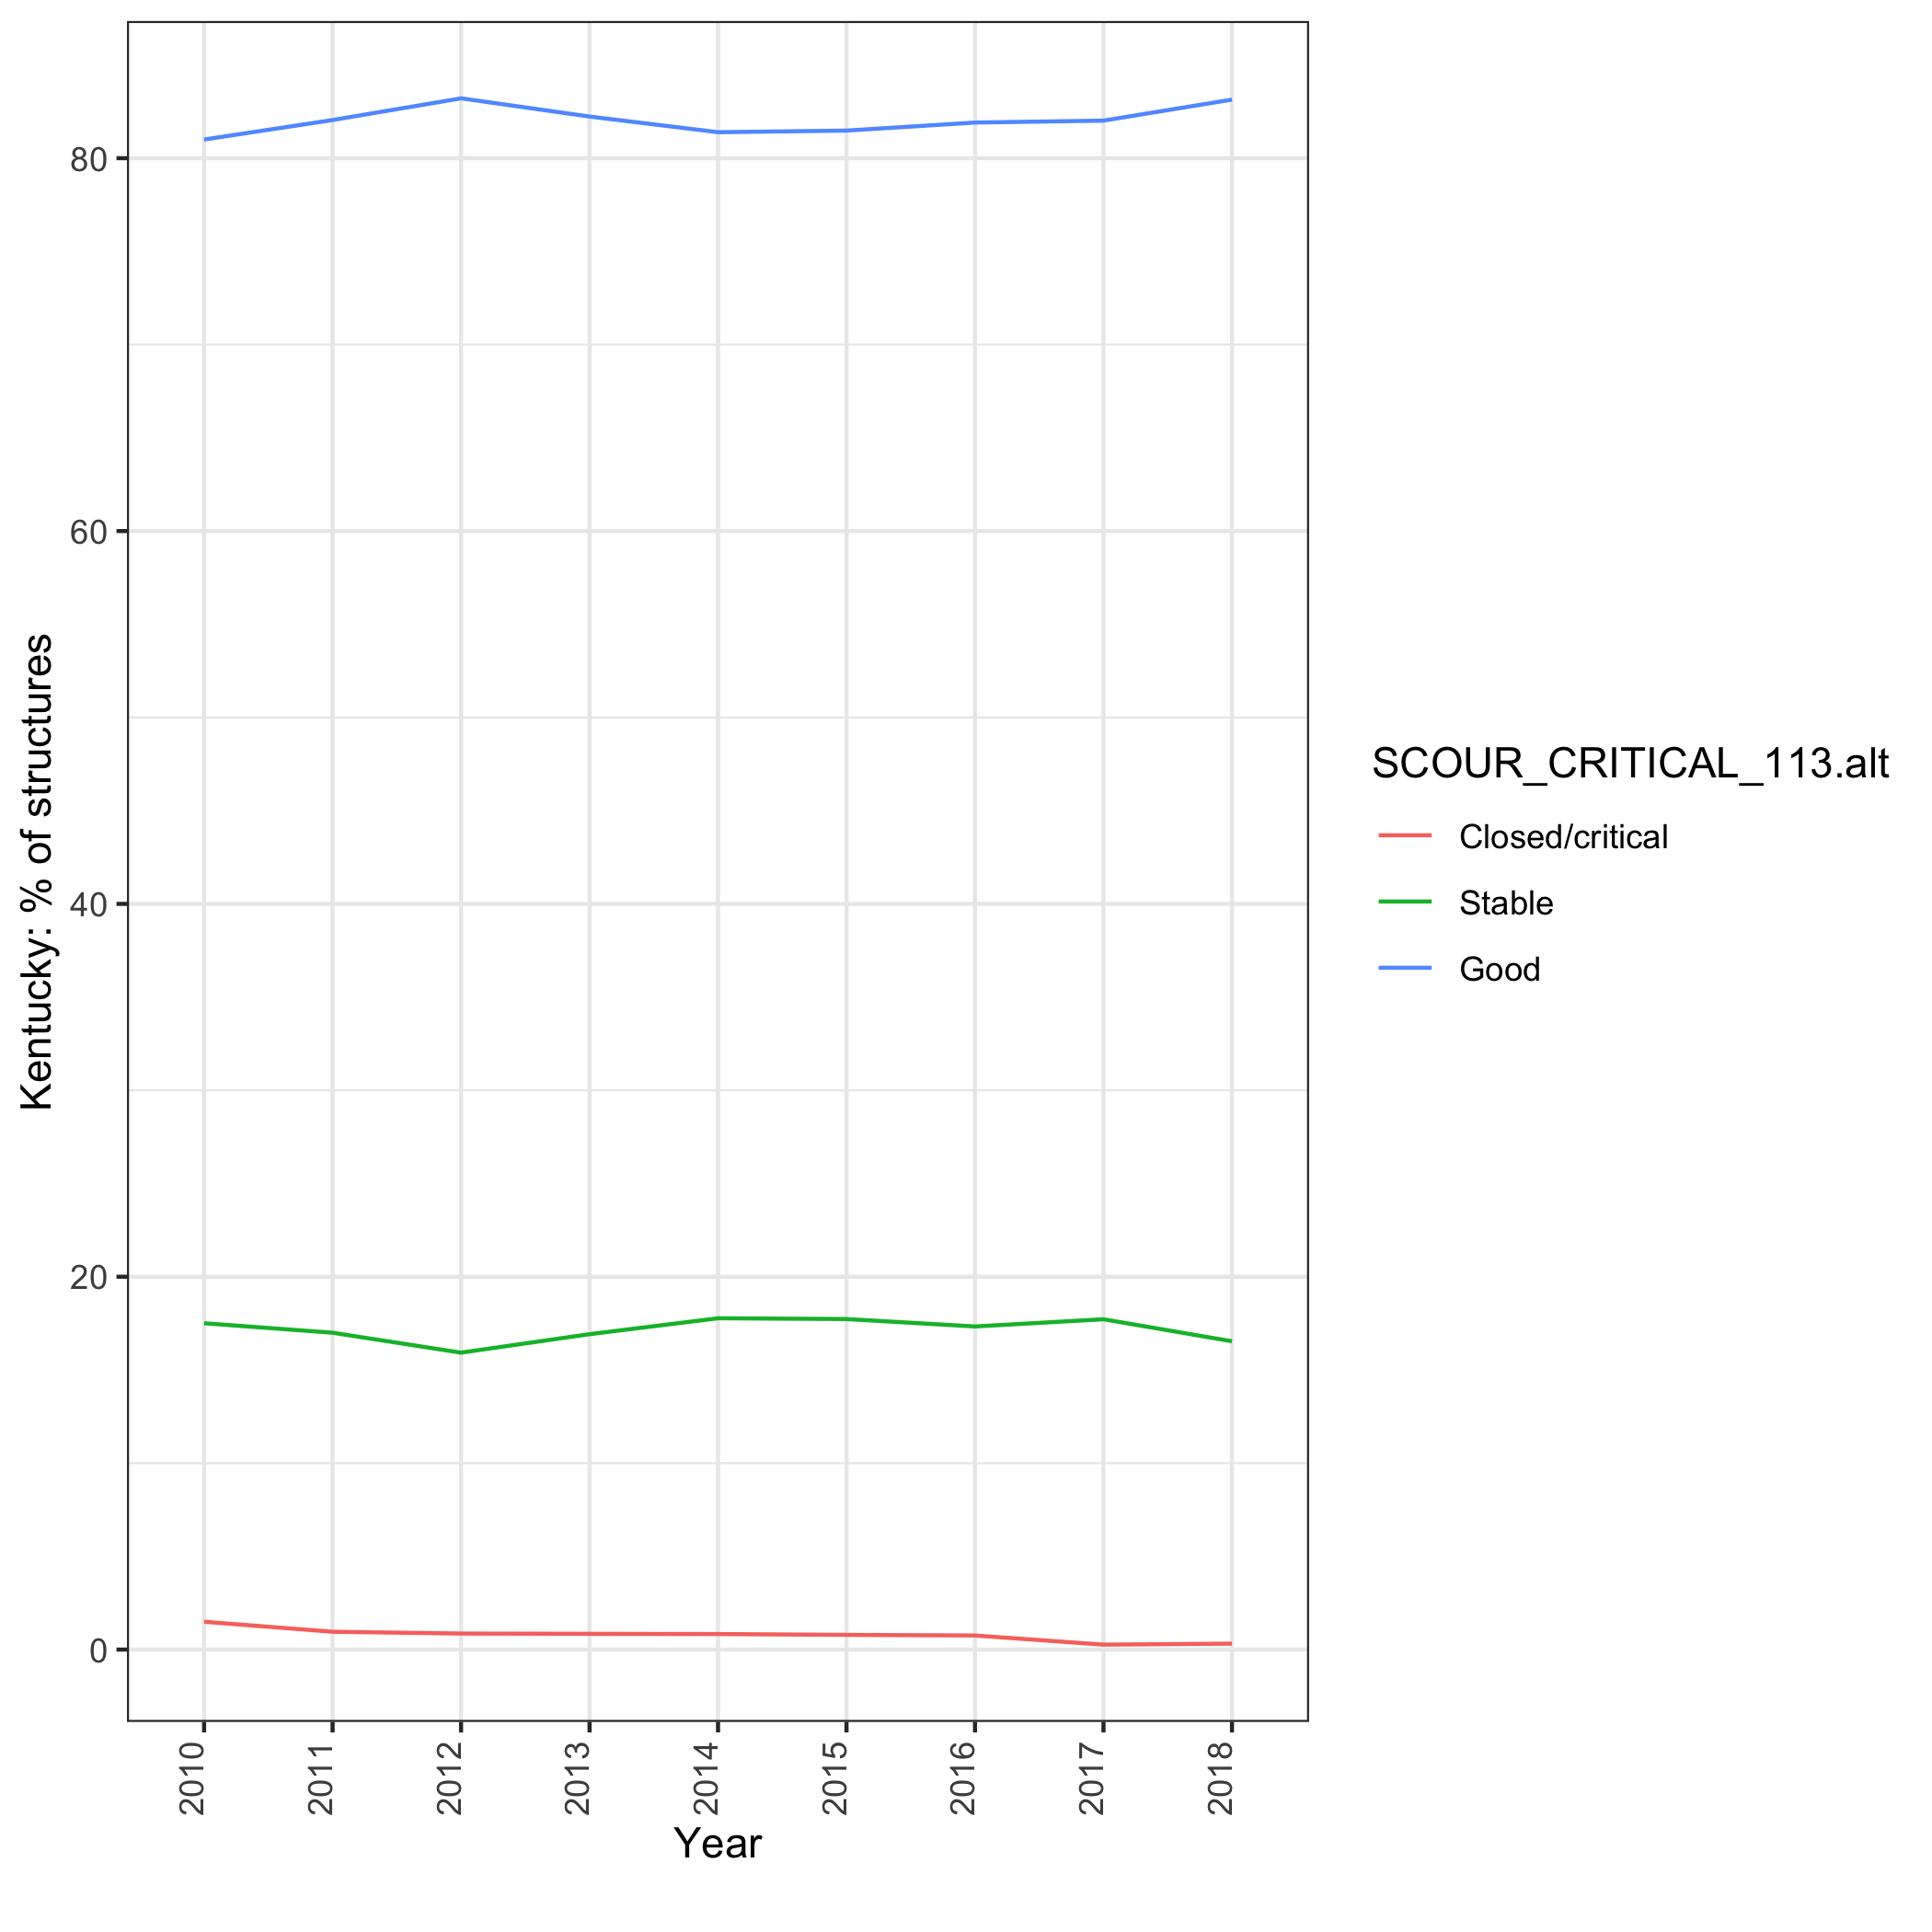 Kentucky: % of structures
80
60
40
20
0
2010
2011
2012
2013
2014
2015
2016
2017
2018
Year
SCOUR_CRITICAL_113.alt
Closed/critical
Stable
Good